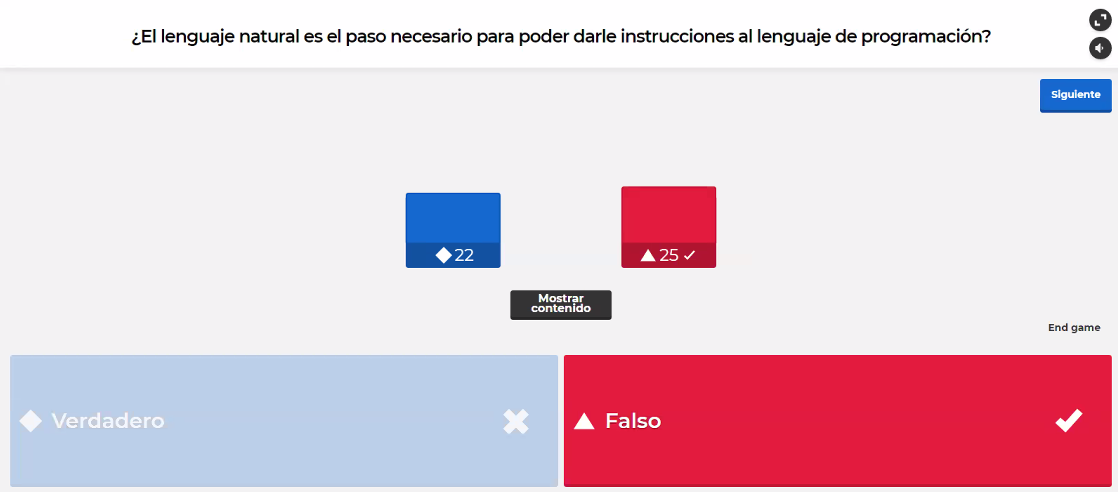 ¿El lenguaje natural es el paso necesario para poder darle instrucciones al lenguaje de programación?
Siguiente
22
25
Mostrar
contenido
End game
Verdadero
Falso